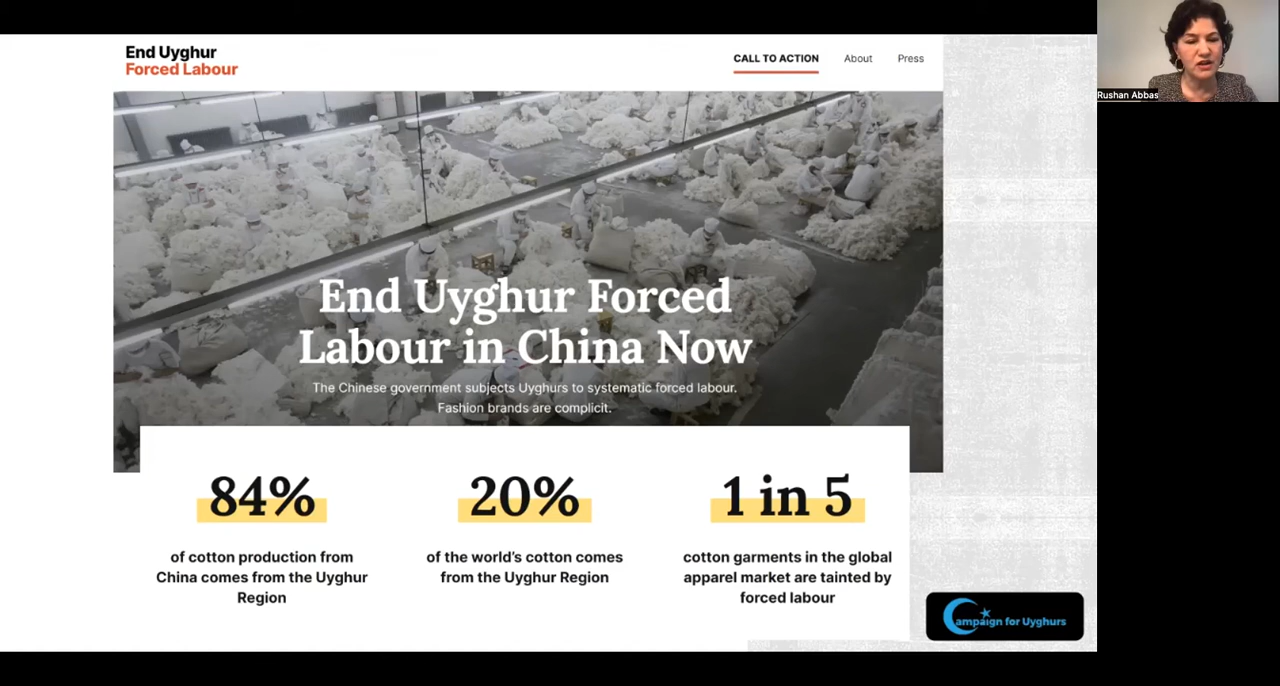 End Uyghur
Forced Labour
CALL TO ACTION
About
Press
Rushan Abbas
End Uyghur Forced
Labour in China Now
The Chinese government subjects Uyghurs to systematic forced labour.
Fashion brands are complicit.
84%
of cotton production from
China comes from the Uyghur
Region
20%
of the world's cotton comes
from the Uyghur Region
1 in 5
cotton garments in the global
apparel market are tainted by
forced labour
Campaign for Uyghurs